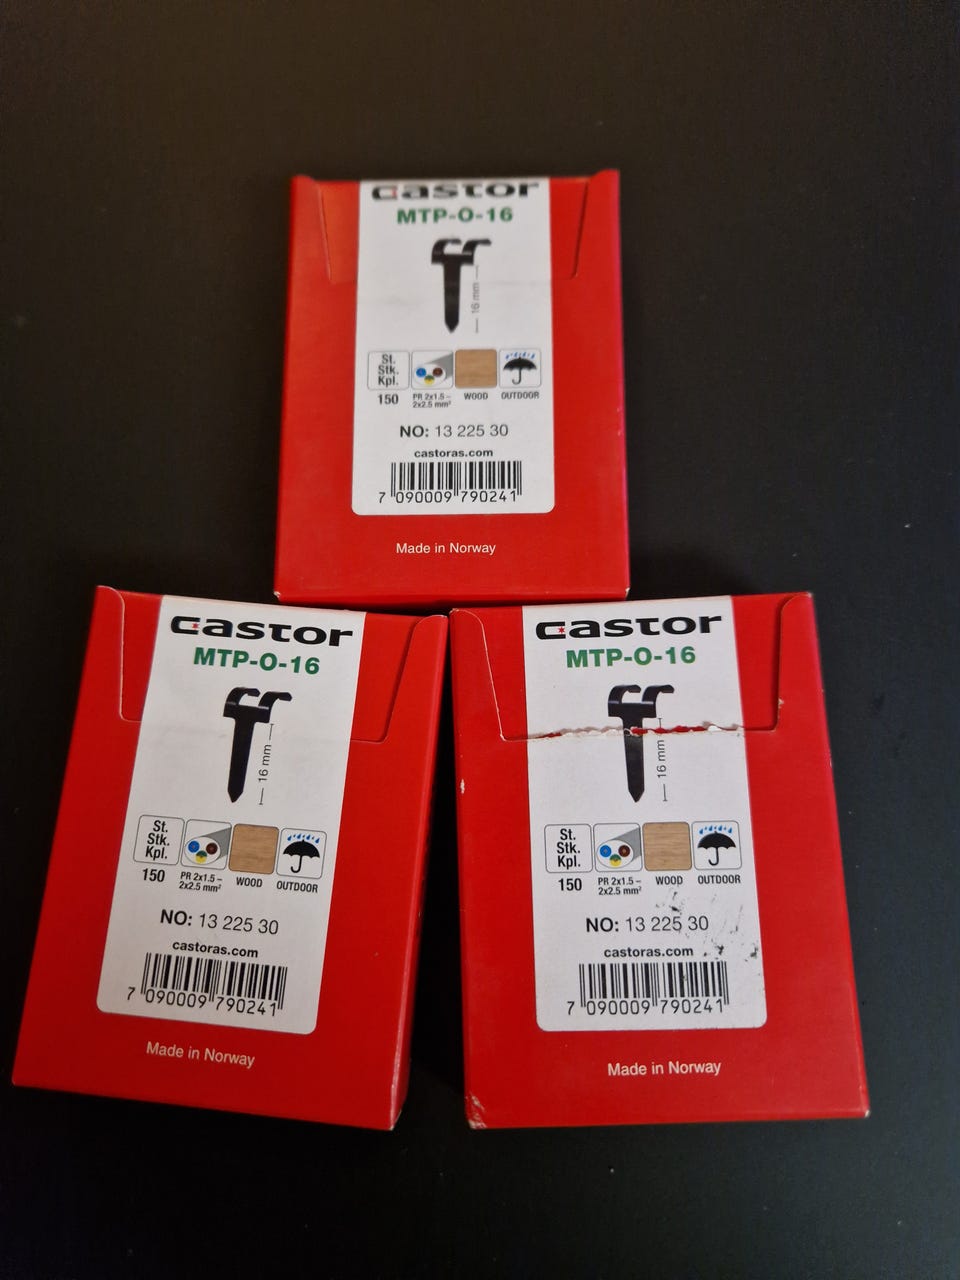 castor
MTP-O-16
16 mm
St.
Stk.
Kpl.
150
PR 2x1.5 –
2x2.5 mm²
WOOD
OUTDOOR
NO: 13 225 30
castoras.com
7 090009 790241
Made in Norway
castor
MTP-O-16
16 mm
St.
Stk.
Kpl.
150
PR 2x1.5 –
2x2.5 mm²
WOOD
OUTDOOR
NO: 13 225 30
castoras.com
7 090009 790241
Made in Norway
castor
MTP-O-16
16 mm
St.
Stk.
Kpl.
150
PR 2x1.5 –
2x2.5 mm²
WOOD
OUTDOOR
NO: 13 225 30
castoras.com
7 090009 790241
Made in Norway